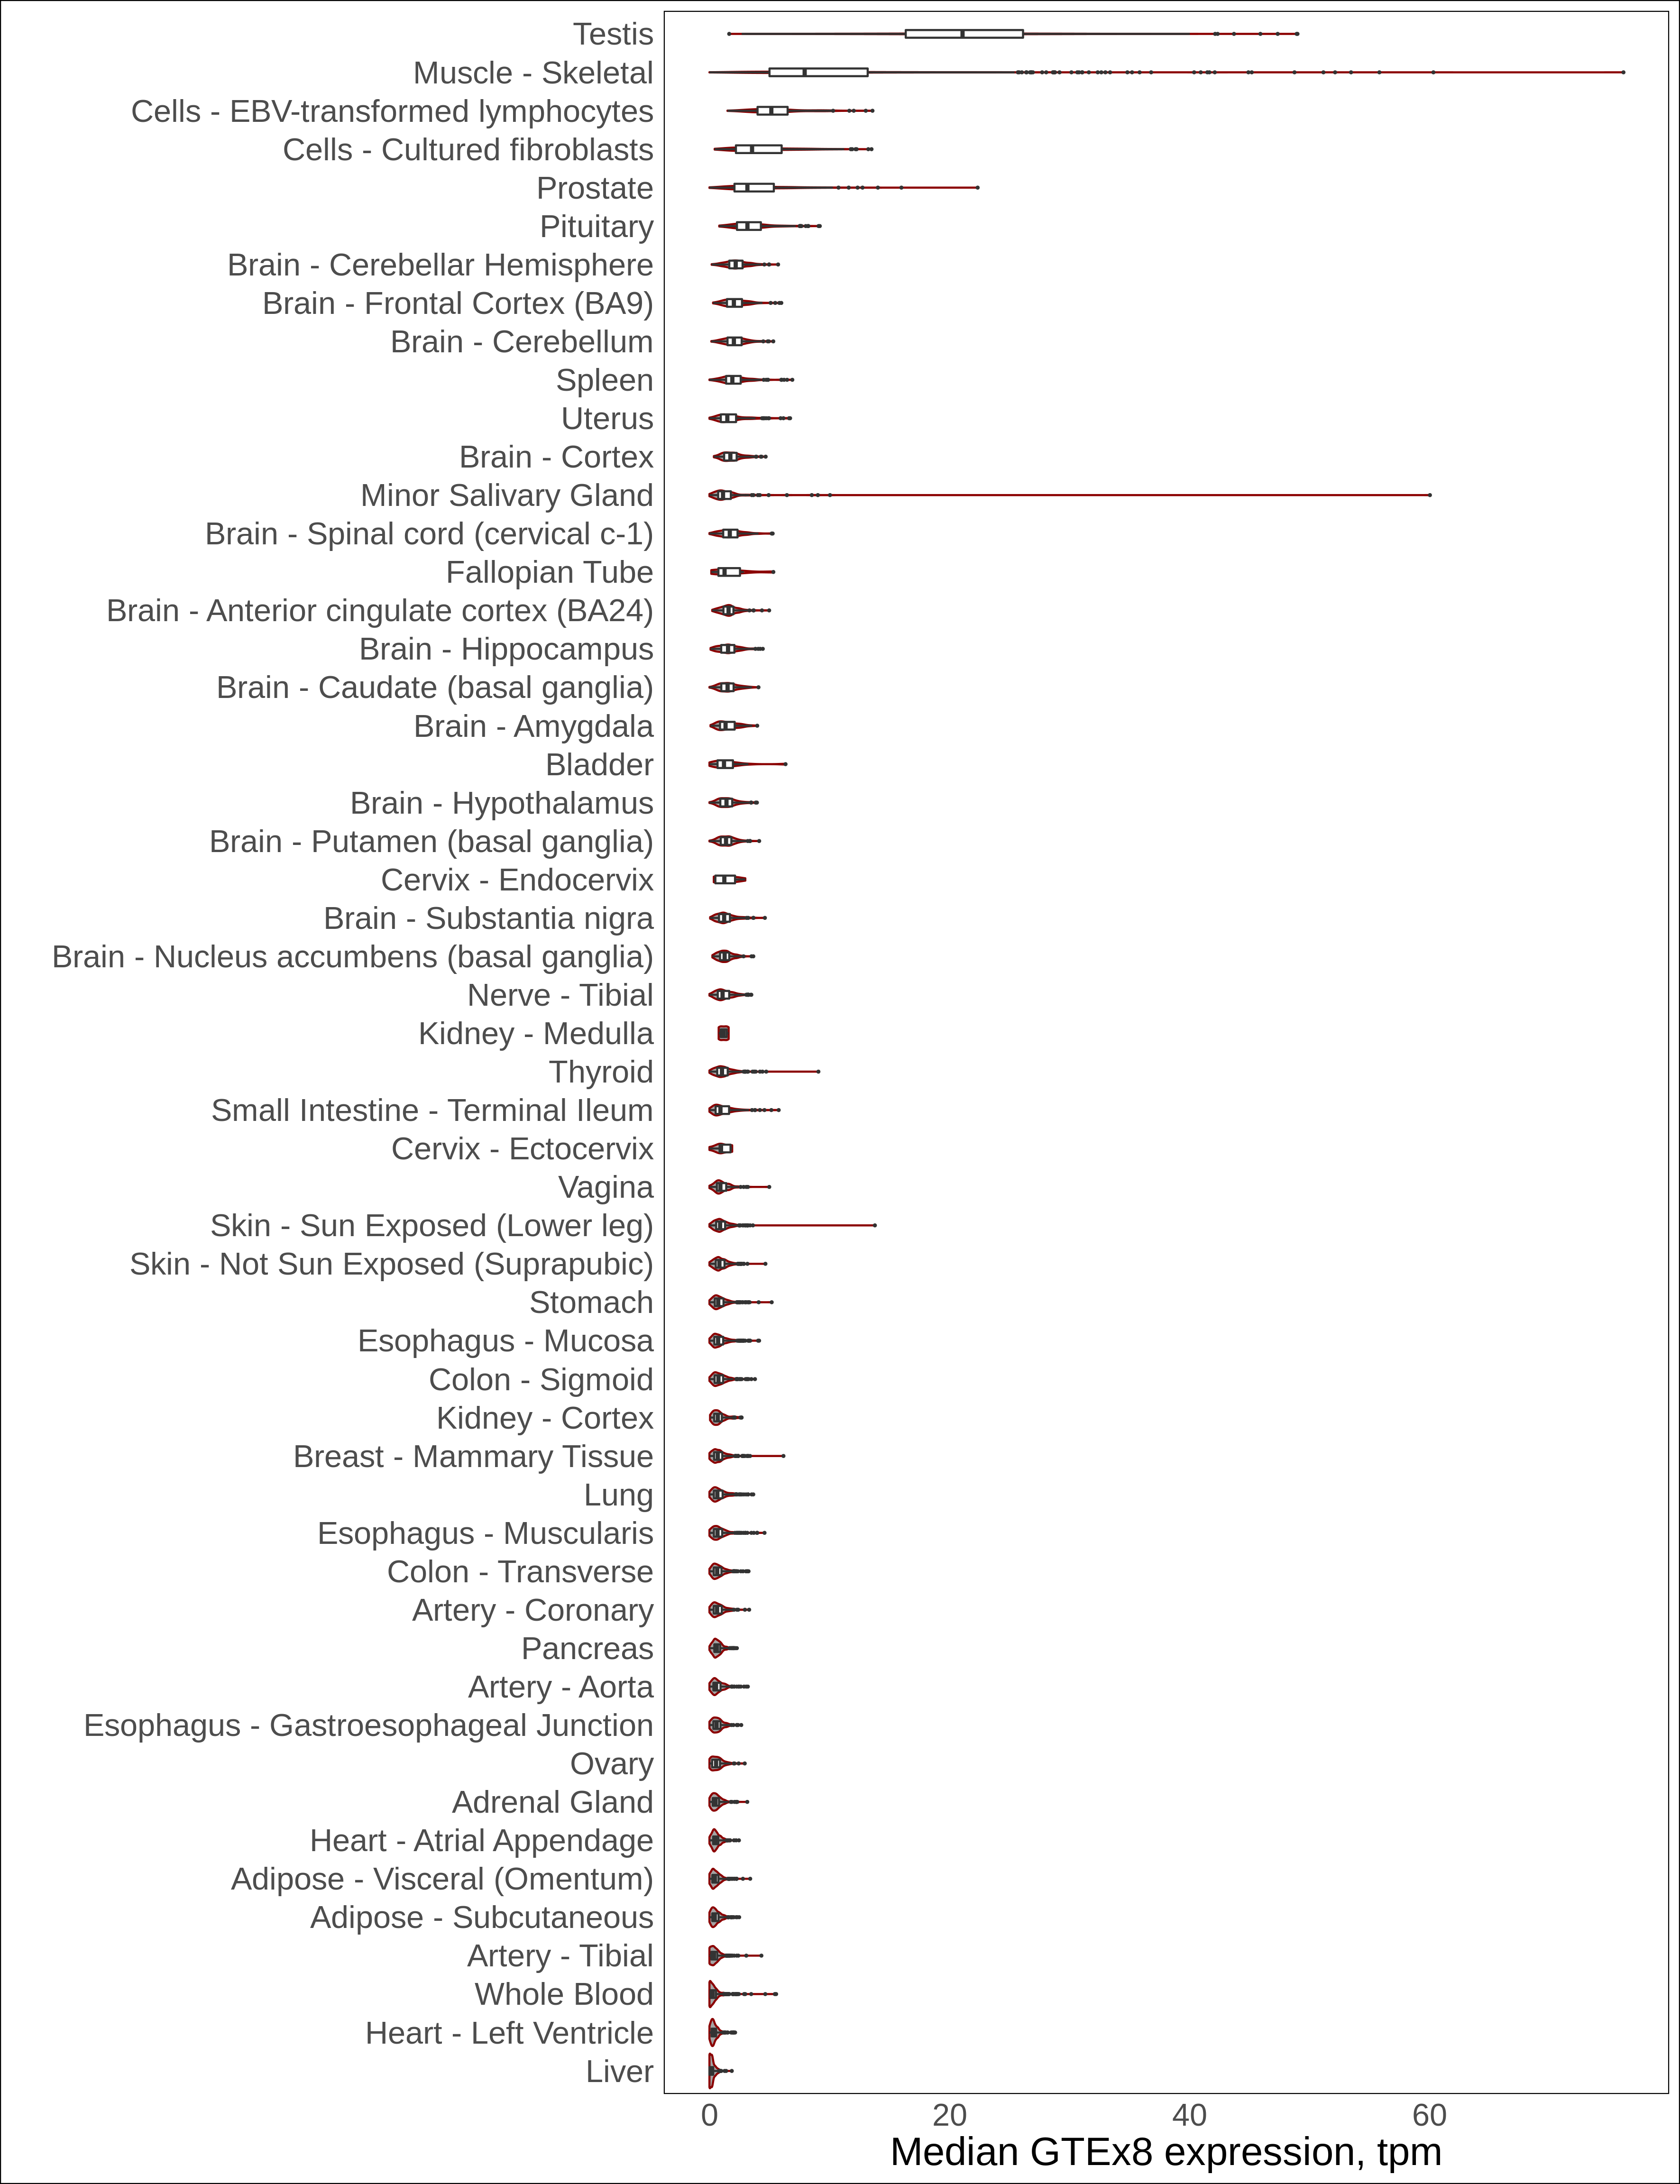 Testis
Muscle - Skeletal
Cells - EBV-transformed lymphocytes
Cells - Cultured fibroblasts
Prostate
Pituitary
Brain - Cerebellar Hemisphere
Brain - Frontal Cortex (BA9)
Brain - Cerebellum
Spleen
Uterus
Brain - Cortex
Minor Salivary Gland
Brain - Spinal cord (cervical c-1)
Fallopian Tube
Brain - Anterior cingulate cortex (BA24)
Brain - Hippocampus
Brain - Caudate (basal ganglia)
Brain - Amygdala
Bladder
Brain - Hypothalamus
Brain - Putamen (basal ganglia)
Cervix - Endocervix
Brain - Substantia nigra
Brain - Nucleus accumbens (basal ganglia)
Nerve - Tibial
Kidney - Medulla
Thyroid
Small Intestine - Terminal Ileum
Cervix - Ectocervix
Vagina
Skin - Sun Exposed (Lower leg)
Skin - Not Sun Exposed (Suprapubic)
Stomach
Esophagus - Mucosa
Colon - Sigmoid
Kidney - Cortex
Breast - Mammary Tissue
Lung
Esophagus - Muscularis
Colon - Transverse
Artery - Coronary
Pancreas
Artery - Aorta
Esophagus - Gastroesophageal Junction
Ovary
Adrenal Gland
Heart - Atrial Appendage
Adipose - Visceral (Omentum)
Adipose - Subcutaneous
Artery - Tibial
Whole Blood
Heart - Left Ventricle
Liver
0 20 40 60
Median GTEx8 expression, tpm